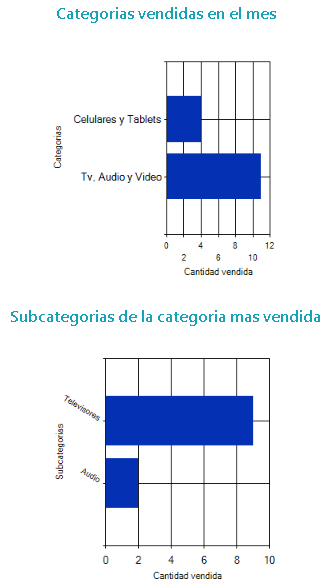 Categorias vendidas en el mes
Categorias
Celulares y Tablets
Tv, Audio y Video
0 4 8 12
2 6 10
Cantidad vendida
Subcategorias de la categoria mas vendida
Subcategorias
Televisores
Audio
0 2 4 6 8 10
Cantidad vendida